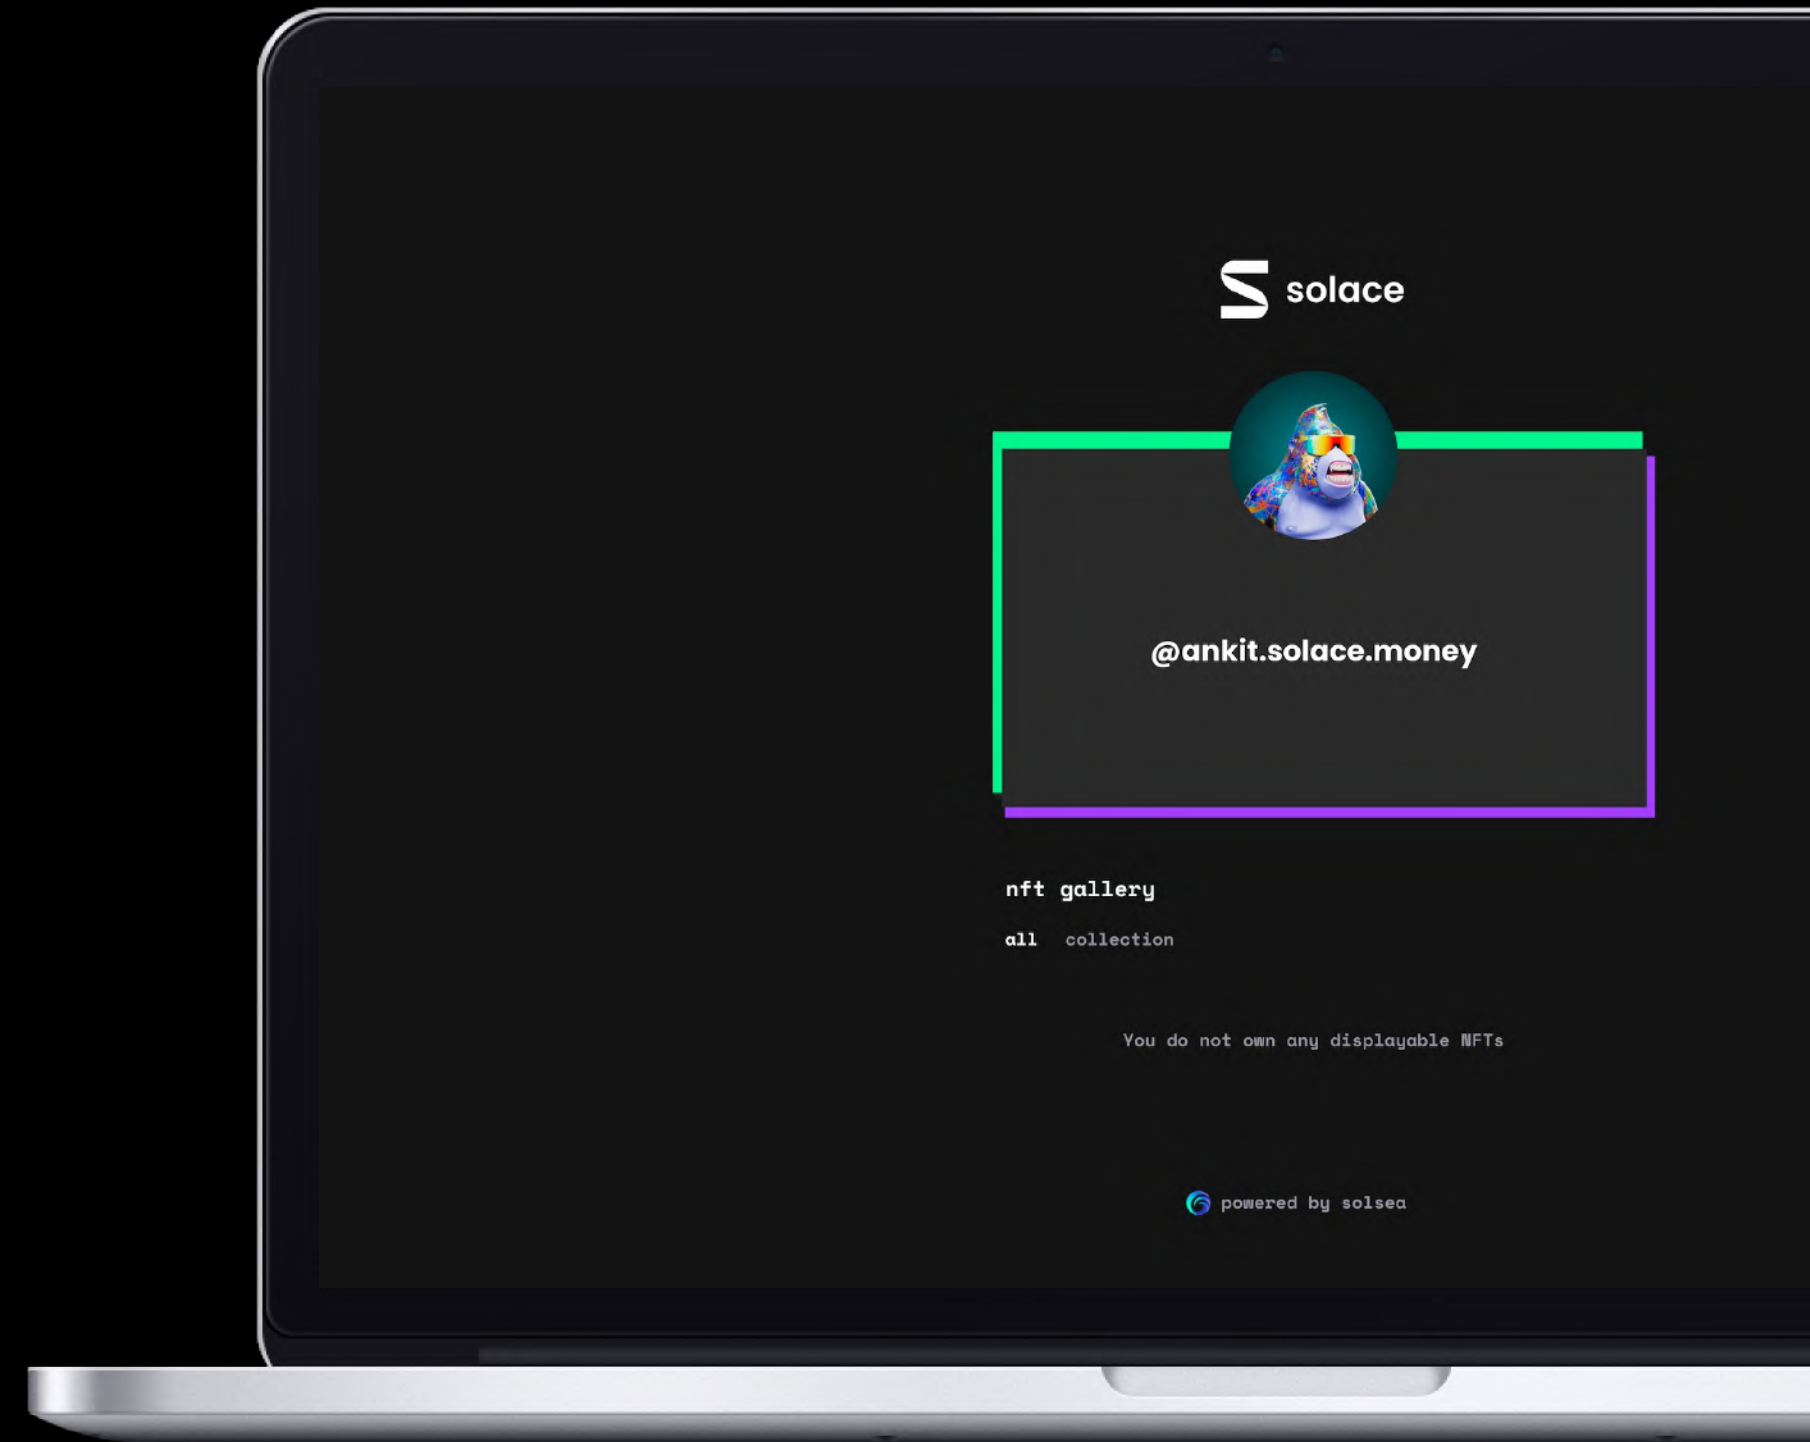 solace
@ankit.solace.money
nft gallery
all collection
You do not own any displayable NFTs
powered by solsea